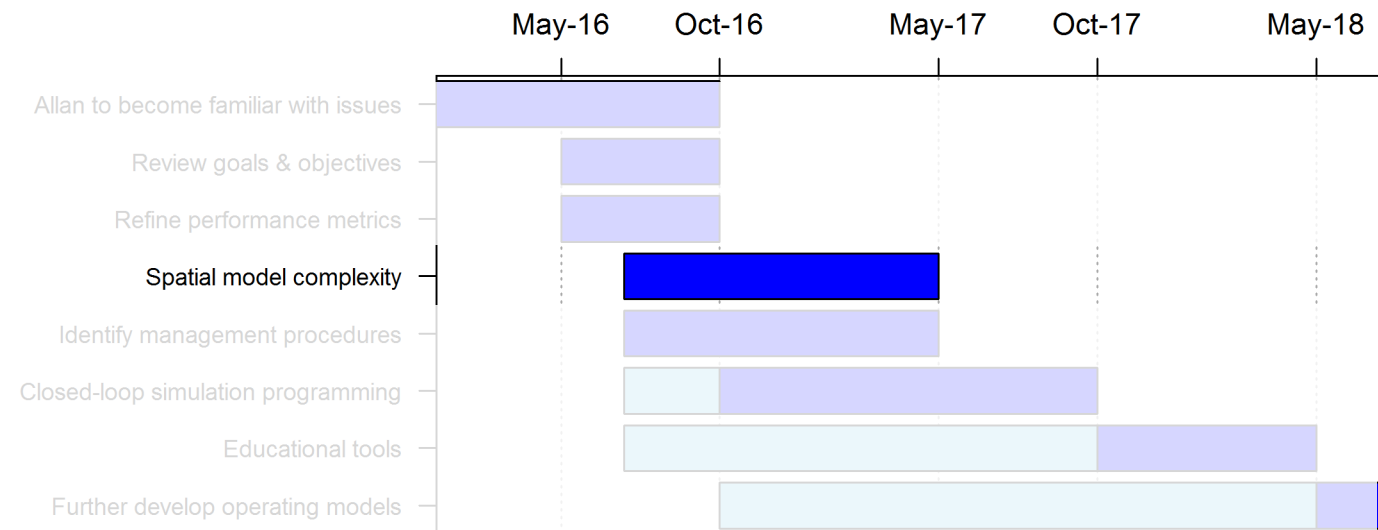 May-16 Oct-16 May-17 Oct-17 May-18
Allan to become familiar with issues
Review goals & objectives
Refine performance metrics
Spatial model complexity
Identify management procedures
Closed-loop simulation programming
Educational tools
Further develop operating models